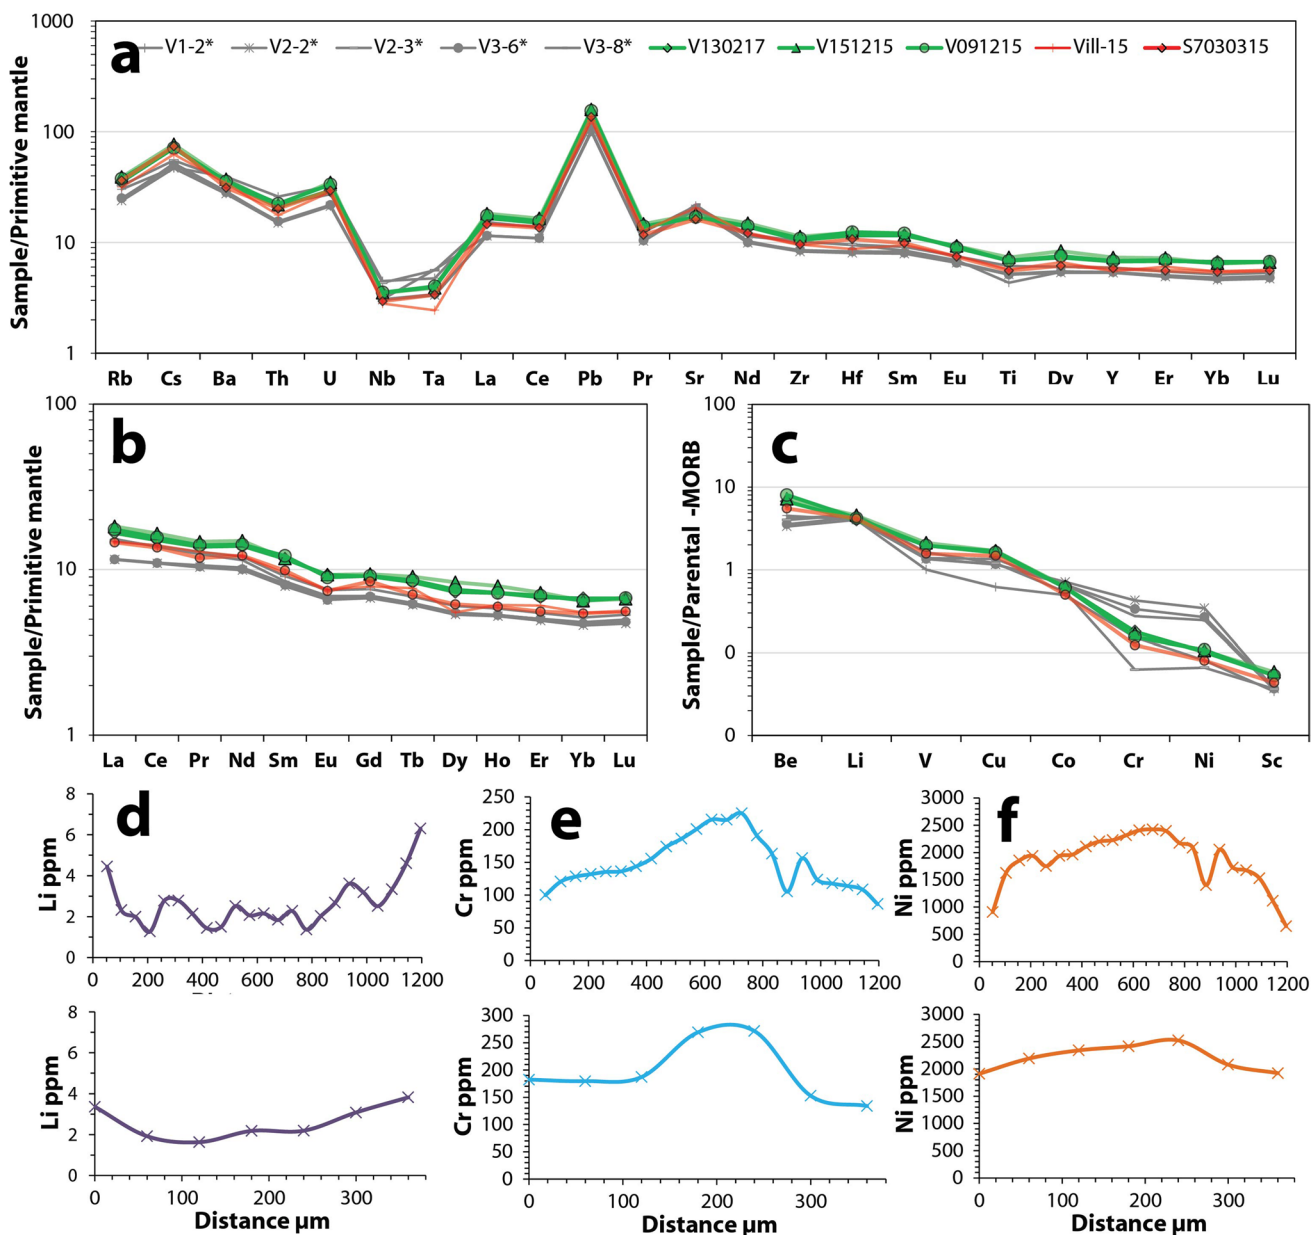 1000
a
V1-2* V2-2* V2-3* V3-6* V3-8* V130217 V151215 V091215 Vill-15 S7030315
100
10
1
Sample/Primitive mantle
Rb Cs Ba Th U Nb Ta La Ce Pb Pr Sr Nd Zr Hf Sm Eu Ti Dy Y Er Yb Lu
b
100
10
1
Sample/Primitive mantle
La Ce Pr Nd Sm Eu Gd Tb Dy Ho Er Yb Lu
c
100
10
1
0
0
Sample/Parental -MORB
Be Li V Cu Co Cr Ni Sc
d
8
6
4
2
0
Li ppm
0 200 400 600 800 1000 1200
e
250
200
150
100
50
0
Cr ppm
0 200 400 600 800 1000 1200
f
3000
2500
2000
1500
1000
500
0
Ni ppm
0 200 400 600 800 1000 1200
8
6
4
2
0
Li ppm
0 100 200 300
Distance µm
300
250
200
150
100
50
0
Cr ppm
0 100 200 300
Distance µm
3000
2500
2000
1500
1000
500
0
Ni ppm
0 100 200 300
Distance µm